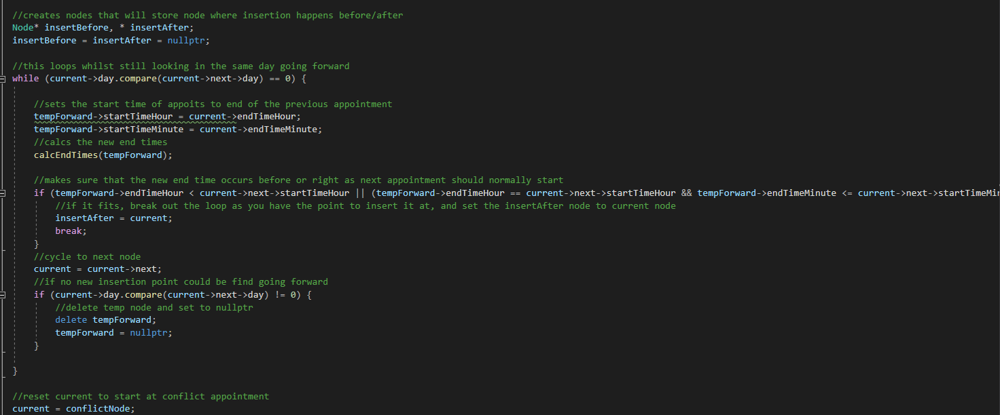 //creates nodes that will store node where insertion happens before/after
Node* insertBefore, * insertAfter;
insertBefore = insertAfter = nullptr;
//this loops whilst still looking in the same day going forward
while (current->day.compare(current->next->day) == 0) {
//sets the start time of appoits to end of the previous appointment
tempForward->startTimeHour = current->endTimeHour;
tempForward->startTimeMinute = current->endTimeMinute;
//calcs the new end times
calcEndTimes(tempForward);
//makes sure that the new end time occurs before or right as next appointment should normally start
if (tempForward->endTimeHour < current->next->startTimeHour || (tempForward->endTimeHour == current->next->startTimeHour && tempForward->endTimeMinute <= current->next->startTimeMi
//if it fits, break out the loop as you have the point to insert it at, and set the insertAfter node to current node
insertAfter = current;
break;
}
//cycle to next node
current = current->next;
//if no new insertion point could be find going forward
if (current->day.compare(current->next->day) != 0) {
//delete temp node and set to nullptr
delete tempForward;
tempForward = nullptr;
}
}
//reset current to start at conflict appointment
current = conflictNode;